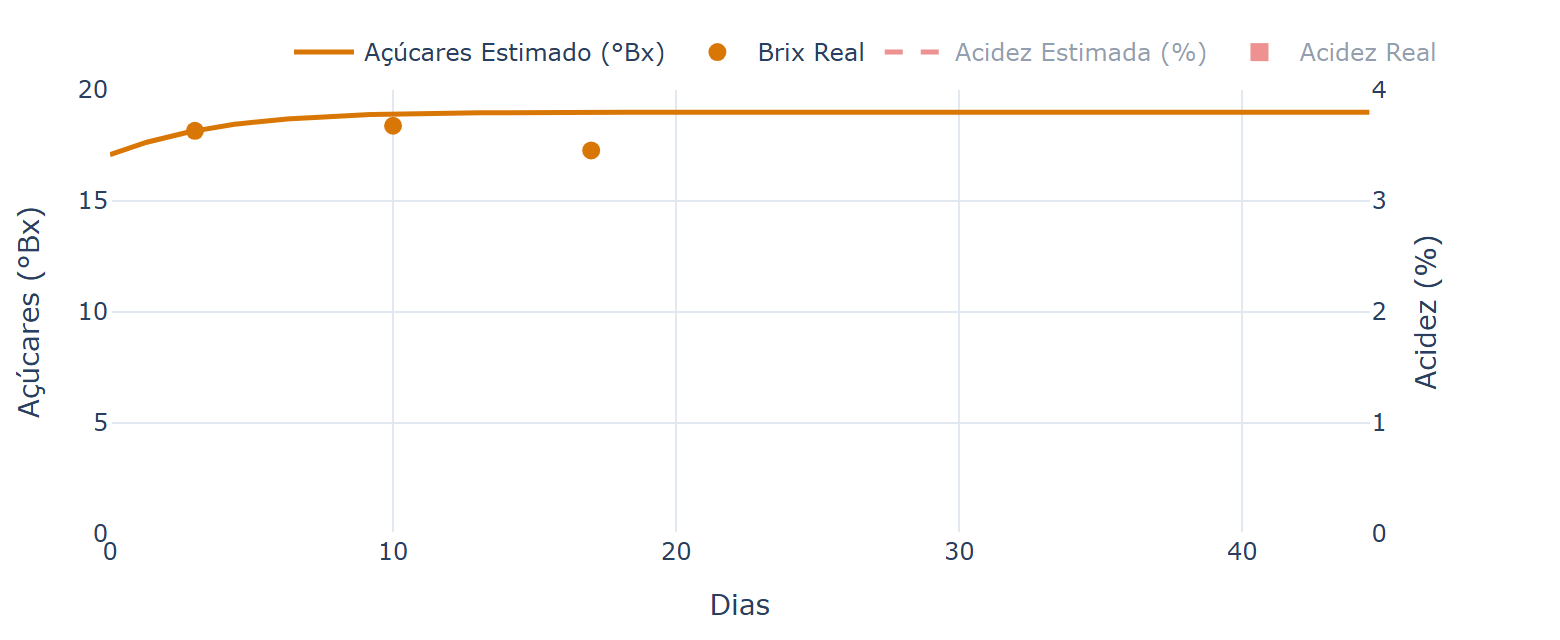 Açúcares Estimado (°Bx) Brix Real Acidez Estimada (%) Acidez Real
20 4
15 3
10 2
5 1
0 0
Açúcares (°Bx)
Acidez (%)
0 10 20 30 40
Dias